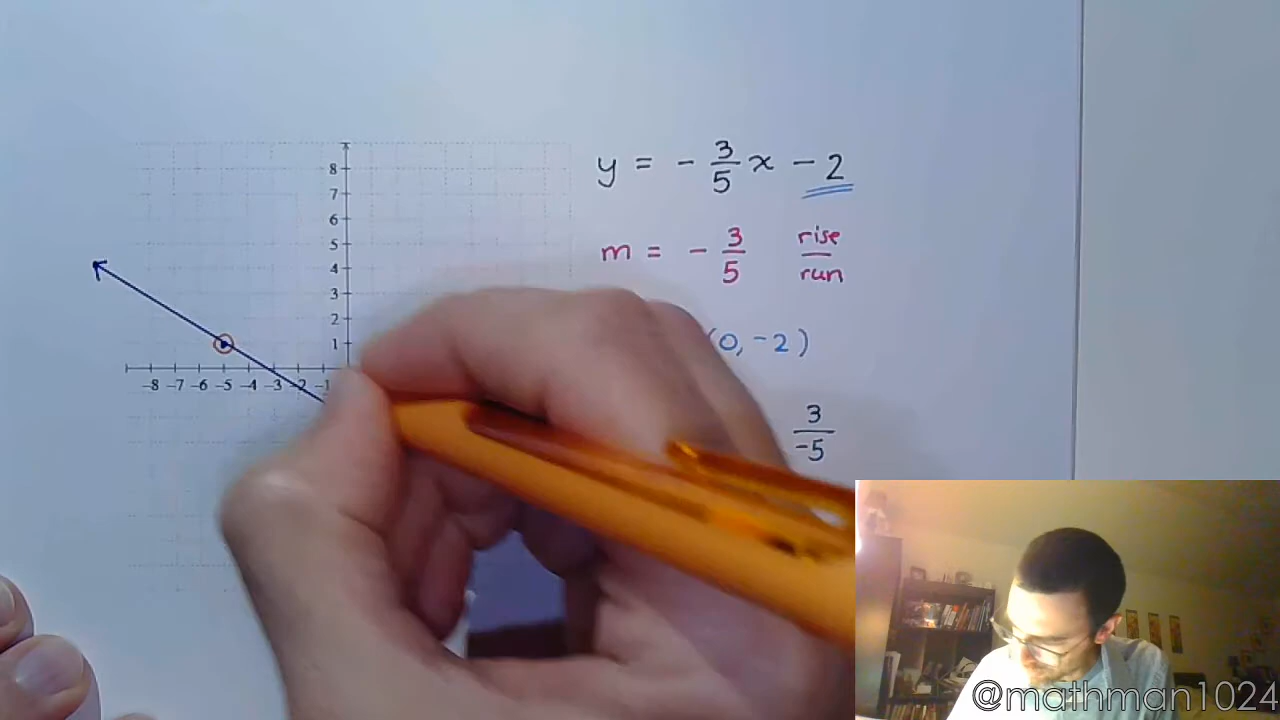 y = - 3/5 x - 2
m = - 3/5 rise/run
(0, -2)
3/-5
8
7
6
5
4
3
2
1
-8 -7 -6 -5 -4 -3 -2 -1
@mathman1024